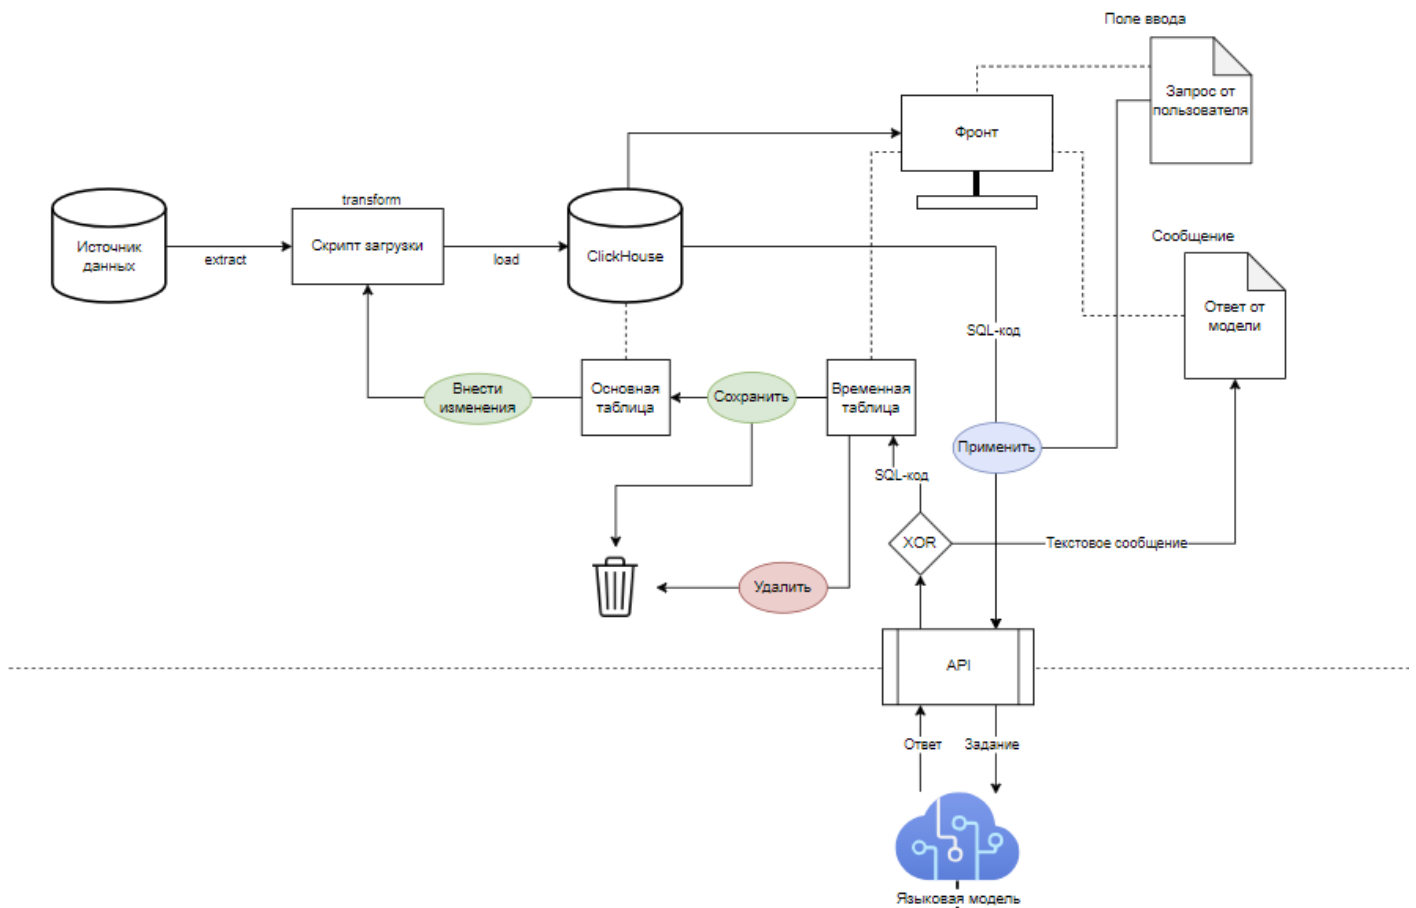 Поле ввода
Запрос от
пользователя
Фронт
transform
Источник
данных
extract
Скрипт загрузки
load
ClickHouse
Сообщение
Ответ от
модели
SQL-код
Внести
изменения
Основная
таблица
Сохранить
Временная
таблица
Применить
SQL-код
XOR
Текстовое сообщение
Удалить
API
Ответ
Задание
Языковая модель